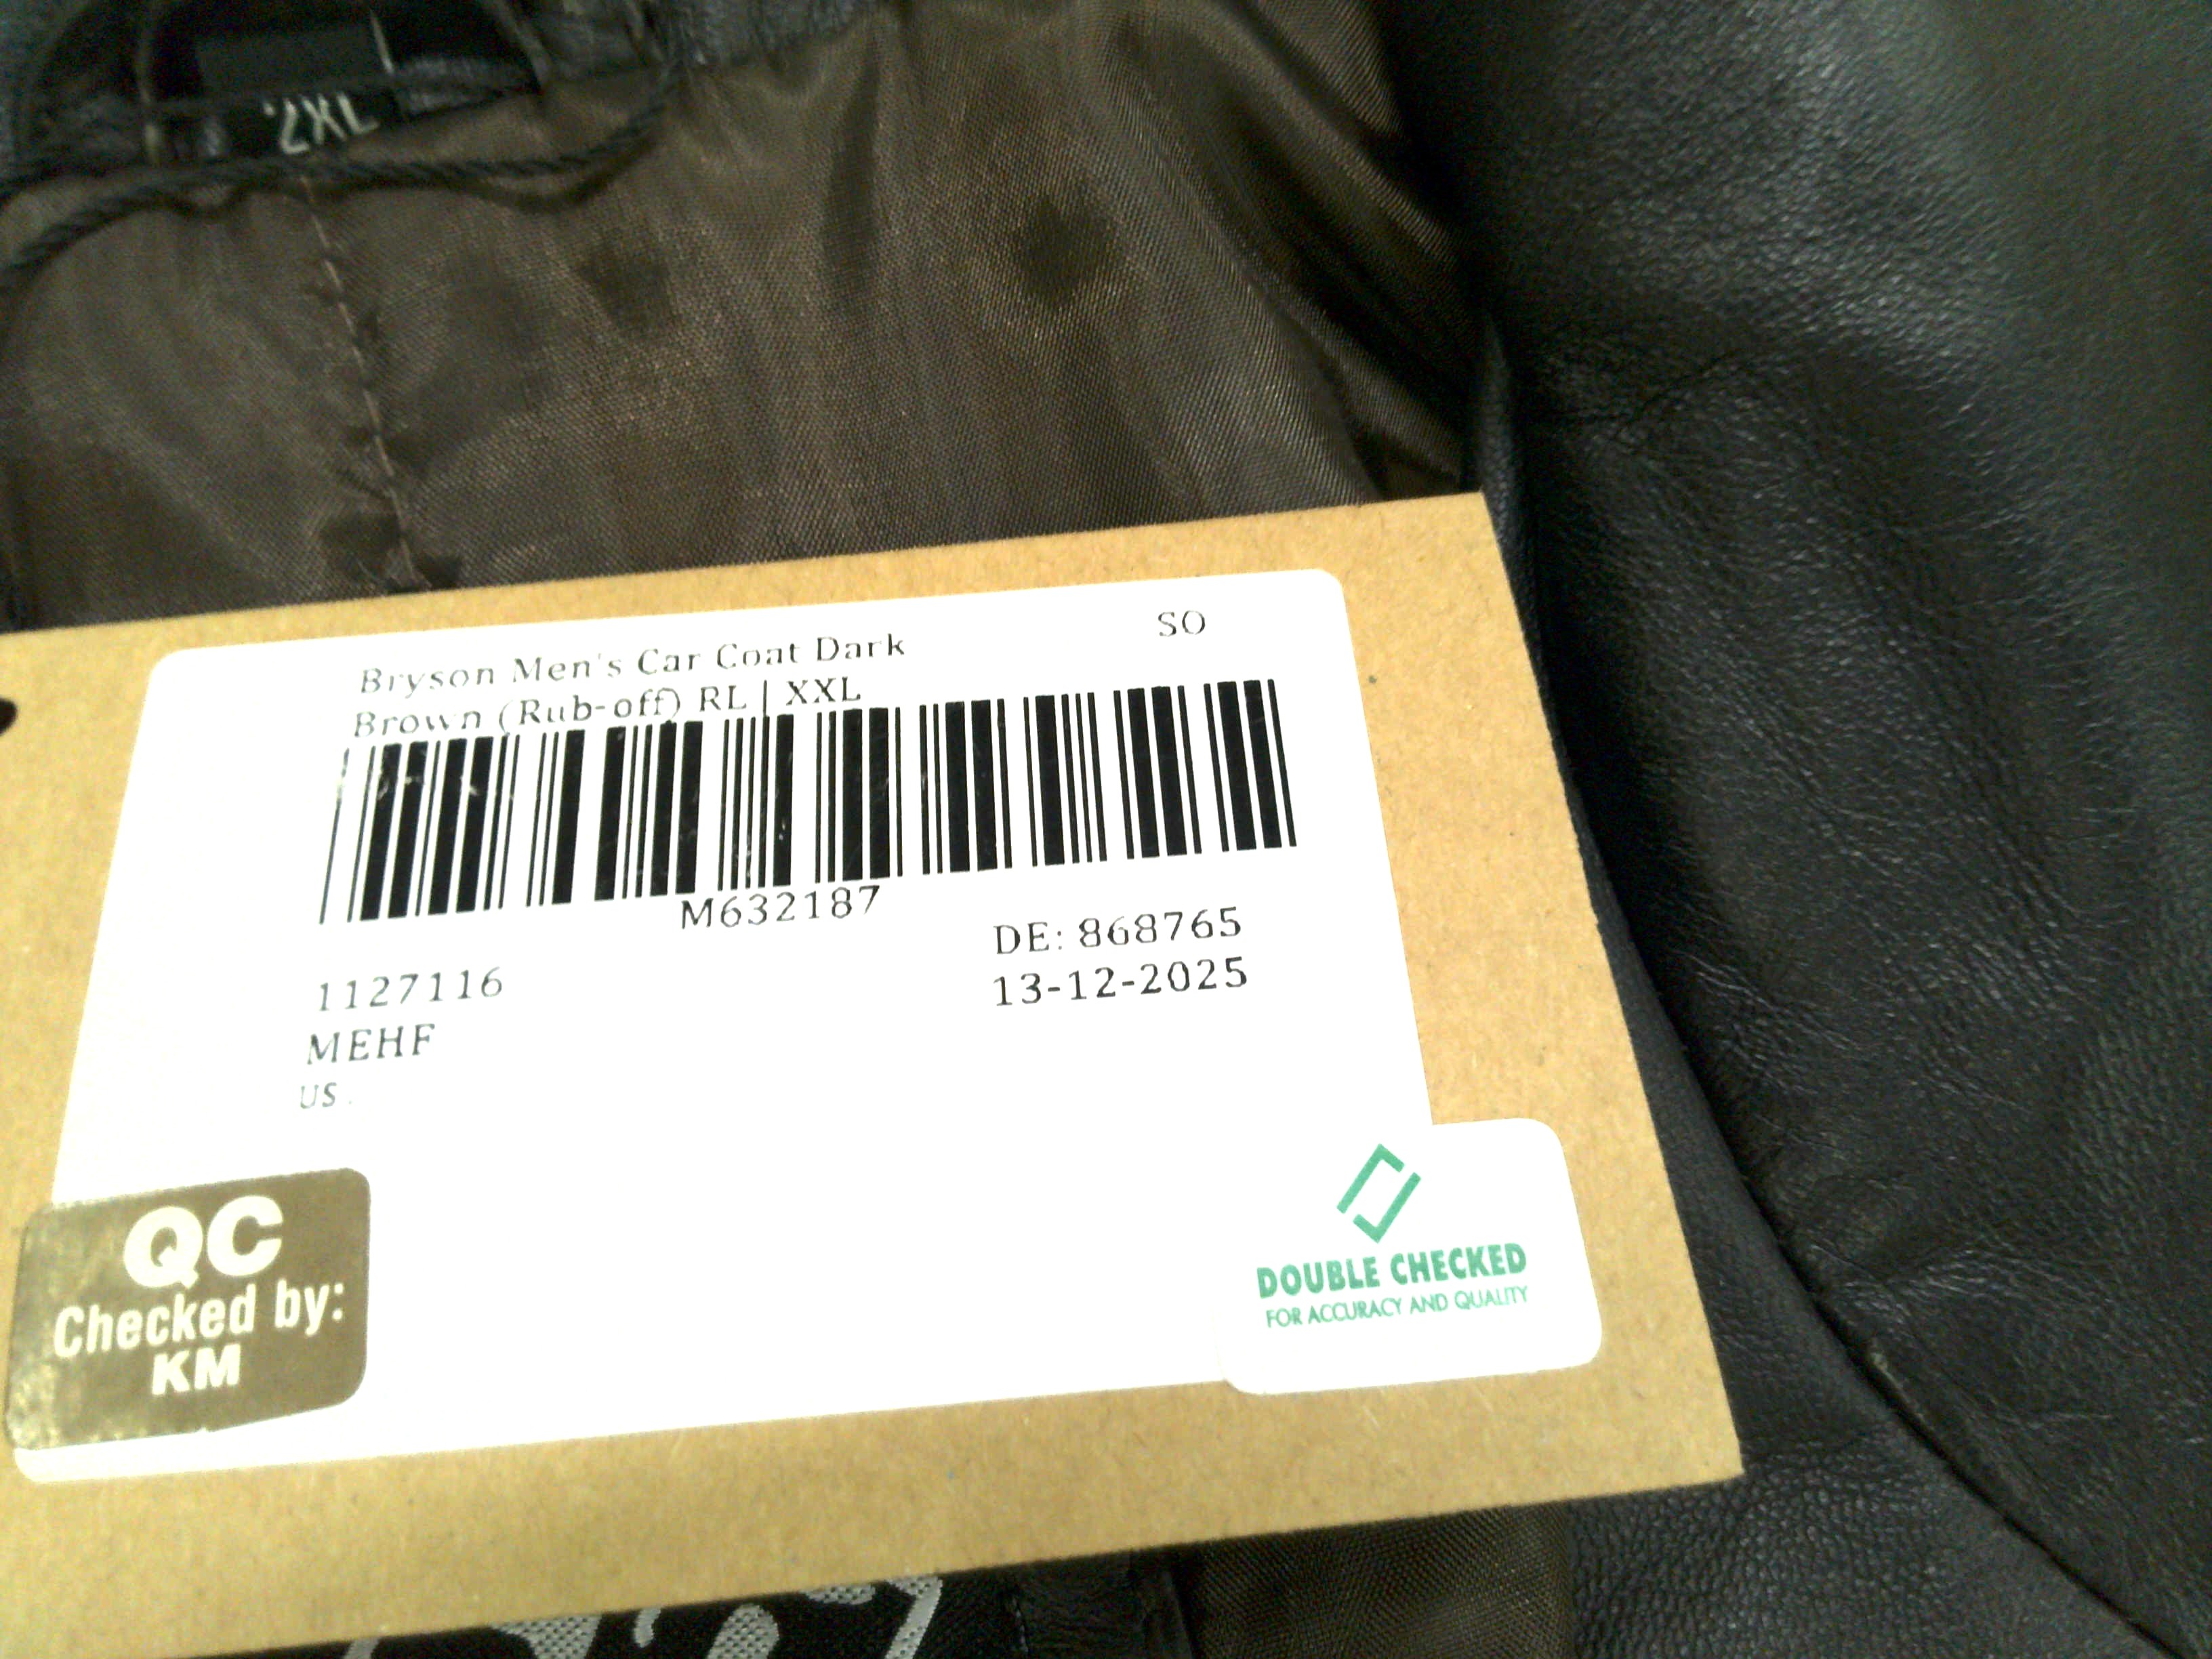 2XL
Bryson Men's Car Coat Dark
SO
Brown (Rub-off) RL | XXL
M632187
DE: 868765
1127116
13-12-2025
MEHF
US .
QC
Checked by:
KM
DOUBLE CHECKED
FOR ACCURACY AND QUALITY